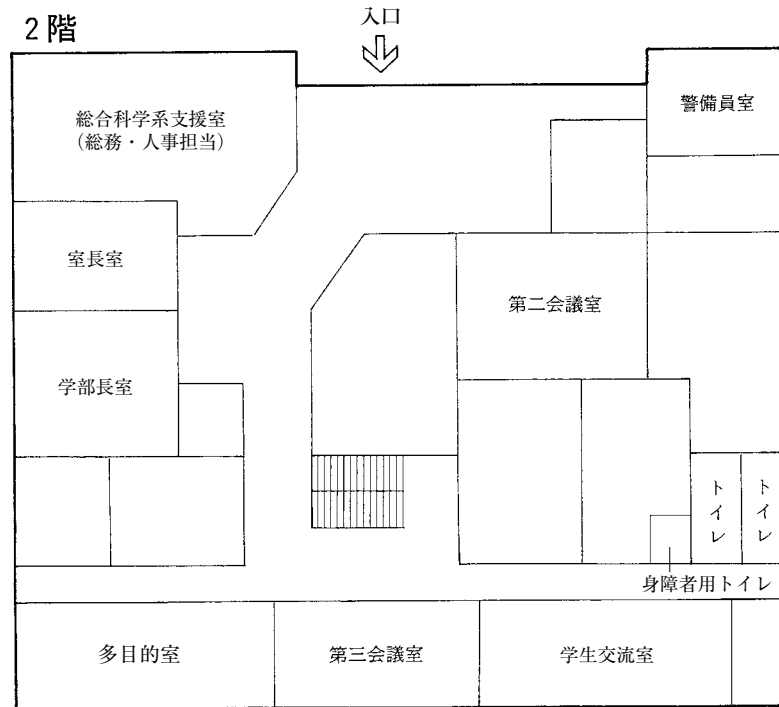 2階
入口
総合科学系支援室
(総務・人事担当)
警備員室
室長室
第二会議室
学部長室
トイレ
トイレ
身障者用トイレ
多目的室
第三会議室
学生交流室